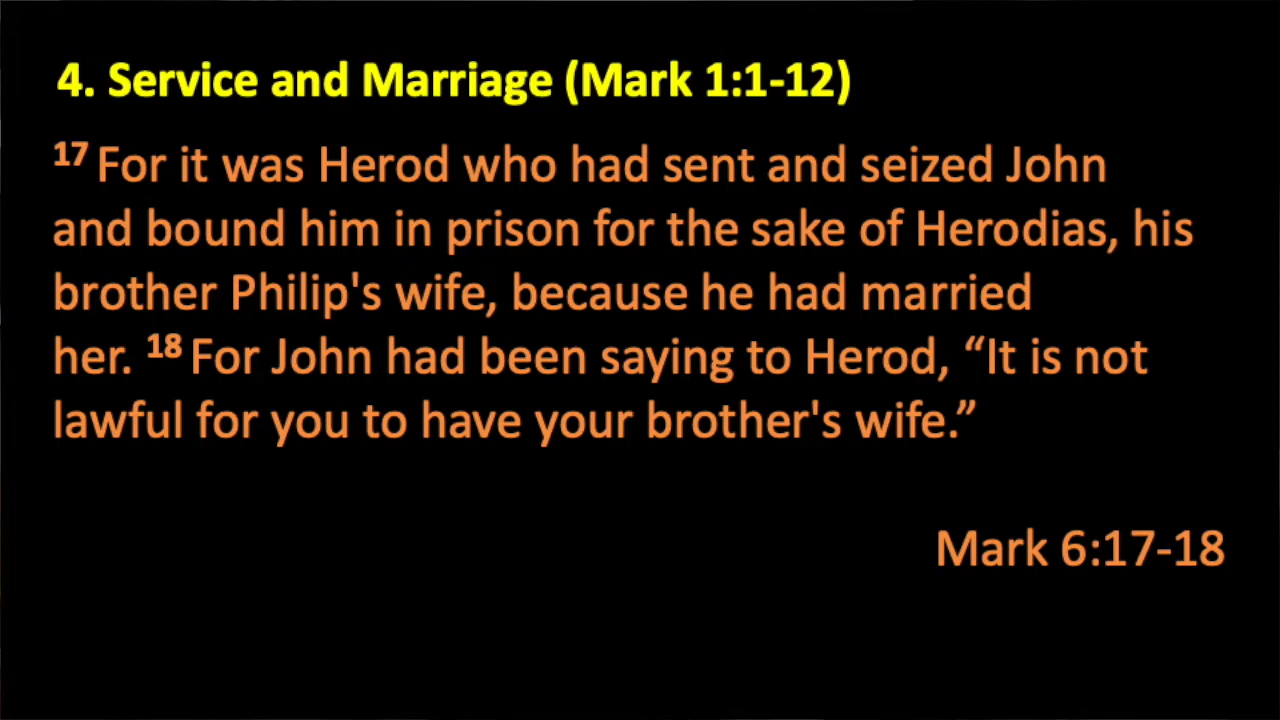 4. Service and Marriage (Mark 1:1-12)
17 For it was Herod who had sent and seized John
and bound him in prison for the sake of Herodias, his
brother Philip's wife, because he had married
her. 18 For John had been saying to Herod, “It is not
lawful for you to have your brother's wife.”
Mark 6:17-18